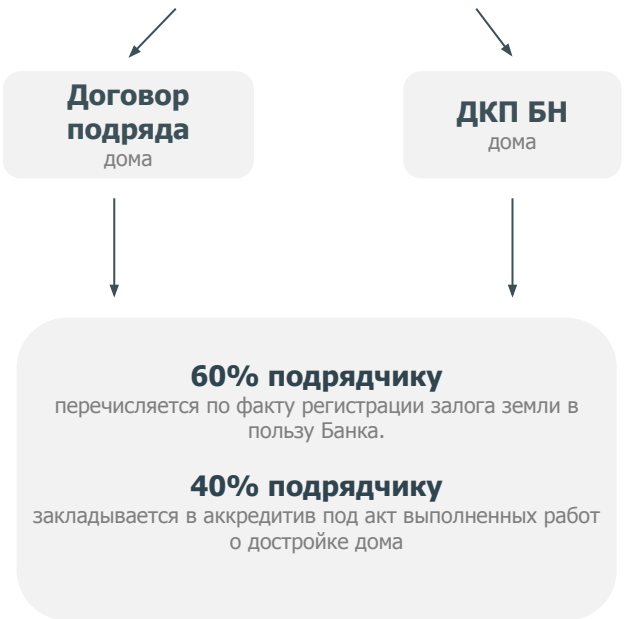 Договор
подряда
дома
ДКП БН
дома
60% подрядчику
перечисляется по факту регистрации залога земли в
пользу Банка.
40% подрядчику
закладывается в аккредитив под акт выполненных работ
о достройке дома